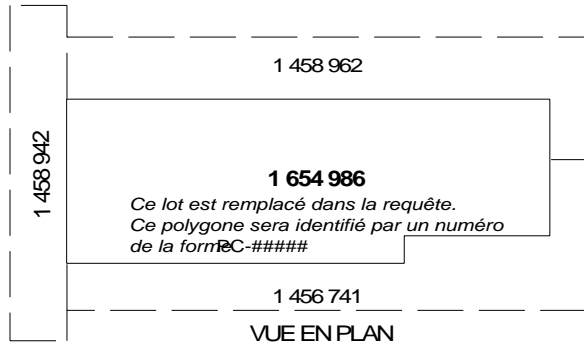 1 458 962
1 458 942
1 654 986
Ce lot est remplacé dans la requête.
Ce polygone sera identifié par un numéro
de la forme PC-#####
1 456 741
VUE EN PLAN